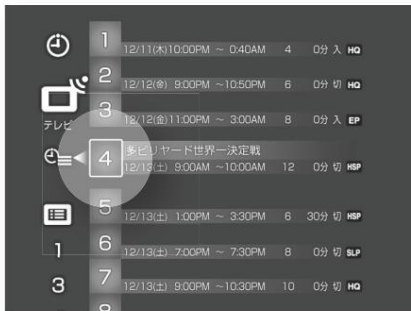 1
12/11(木)10:00PM ～ 0:40AM 4 0分 入 HQ
2
12/12(金) 9:00PM ～10:50PM 6 0分 切 HQ
テレビ
3
12/12(金)11:00PM ～ 3:00AM 8 0分 入 EP
多ビリヤード世界一決定戦
4
12/13(土) 9:00AM ～10:00AM 12 0分 切 HSP
5
12/13(土) 1:00PM ～ 3:30PM 6 30分 切 HSP
1
6
12/13(土) 7:00PM ～ 7:30PM 8 0分 切 SLP
3
7
12/13(土) 9:00PM ～10:30PM 10 0分 切 HQ
8